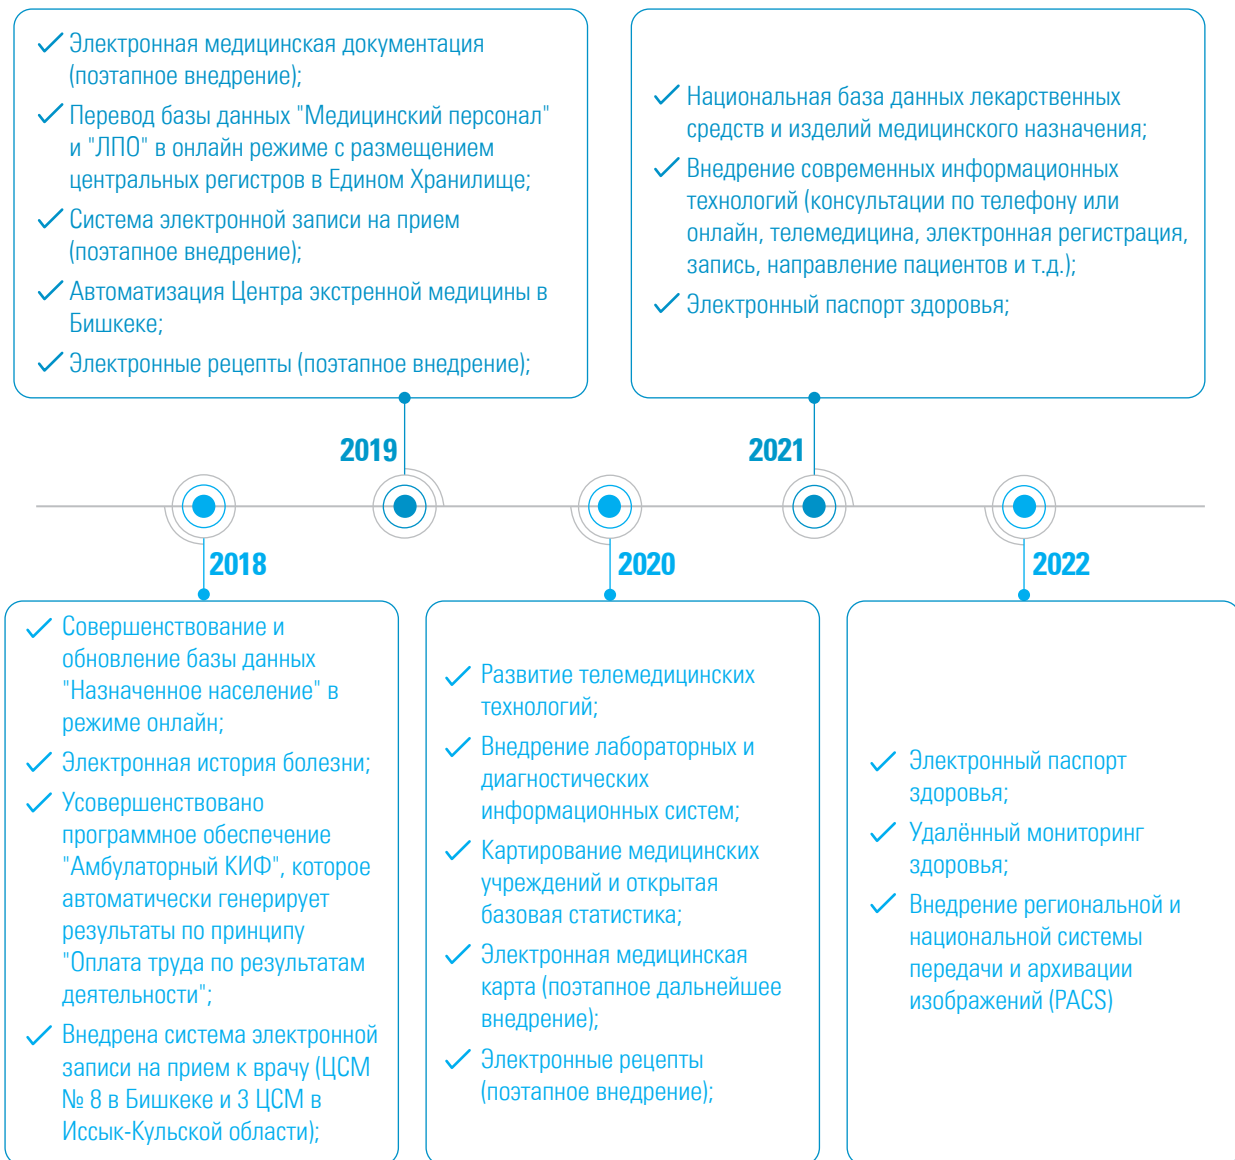 Электронная медицинская документация
(поэтапное внедрение);
Перевод базы данных "Медицинский персонал"
и "ЛПО" в онлайн режиме с размещением
центральных регистров в Едином Хранилище;
Система электронной записи на прием
(поэтапное внедрение);
Автоматизация Центра экстренной медицины в
Бишкеке;
Электронные рецепты (поэтапное внедрение);
Национальная база данных лекарственных
средств и изделий медицинского назначения;
Внедрение современных информационных
технологий (консультации по телефону или
онлайн, телемедицина, электронная регистрация,
запись, направление пациентов и т.д.);
Электронный паспорт здоровья;
2019
2021
2018
2020
2022
Совершенствование и
обновление базы данных
"Назначенное население" в
режиме онлайн;
Электронная история болезни;
Усовершенствовано
программное обеспечение
"Амбулаторный КИФ", которое
автоматически генерирует
результаты по принципу
"Оплата труда по результатам
деятельности";
Внедрена система электронной
записи на прием к врачу (ЦСМ
№ 8 в Бишкеке и 3 ЦСМ в
Иссык-Кульской области);
Развитие телемедицинских
технологий;
Внедрение лабораторных и
диагностических
информационных систем;
Картирование медицинских
учреждений и открытая
базовая статистика;
Электронная медицинская
карта (поэтапное дальнейшее
внедрение);
Электронные рецепты
(поэтапное внедрение);
Электронный паспорт
здоровья;
Удалённый мониторинг
здоровья;
Внедрение региональной и
национальной системы
передачи и архивации
изображений (PACS)